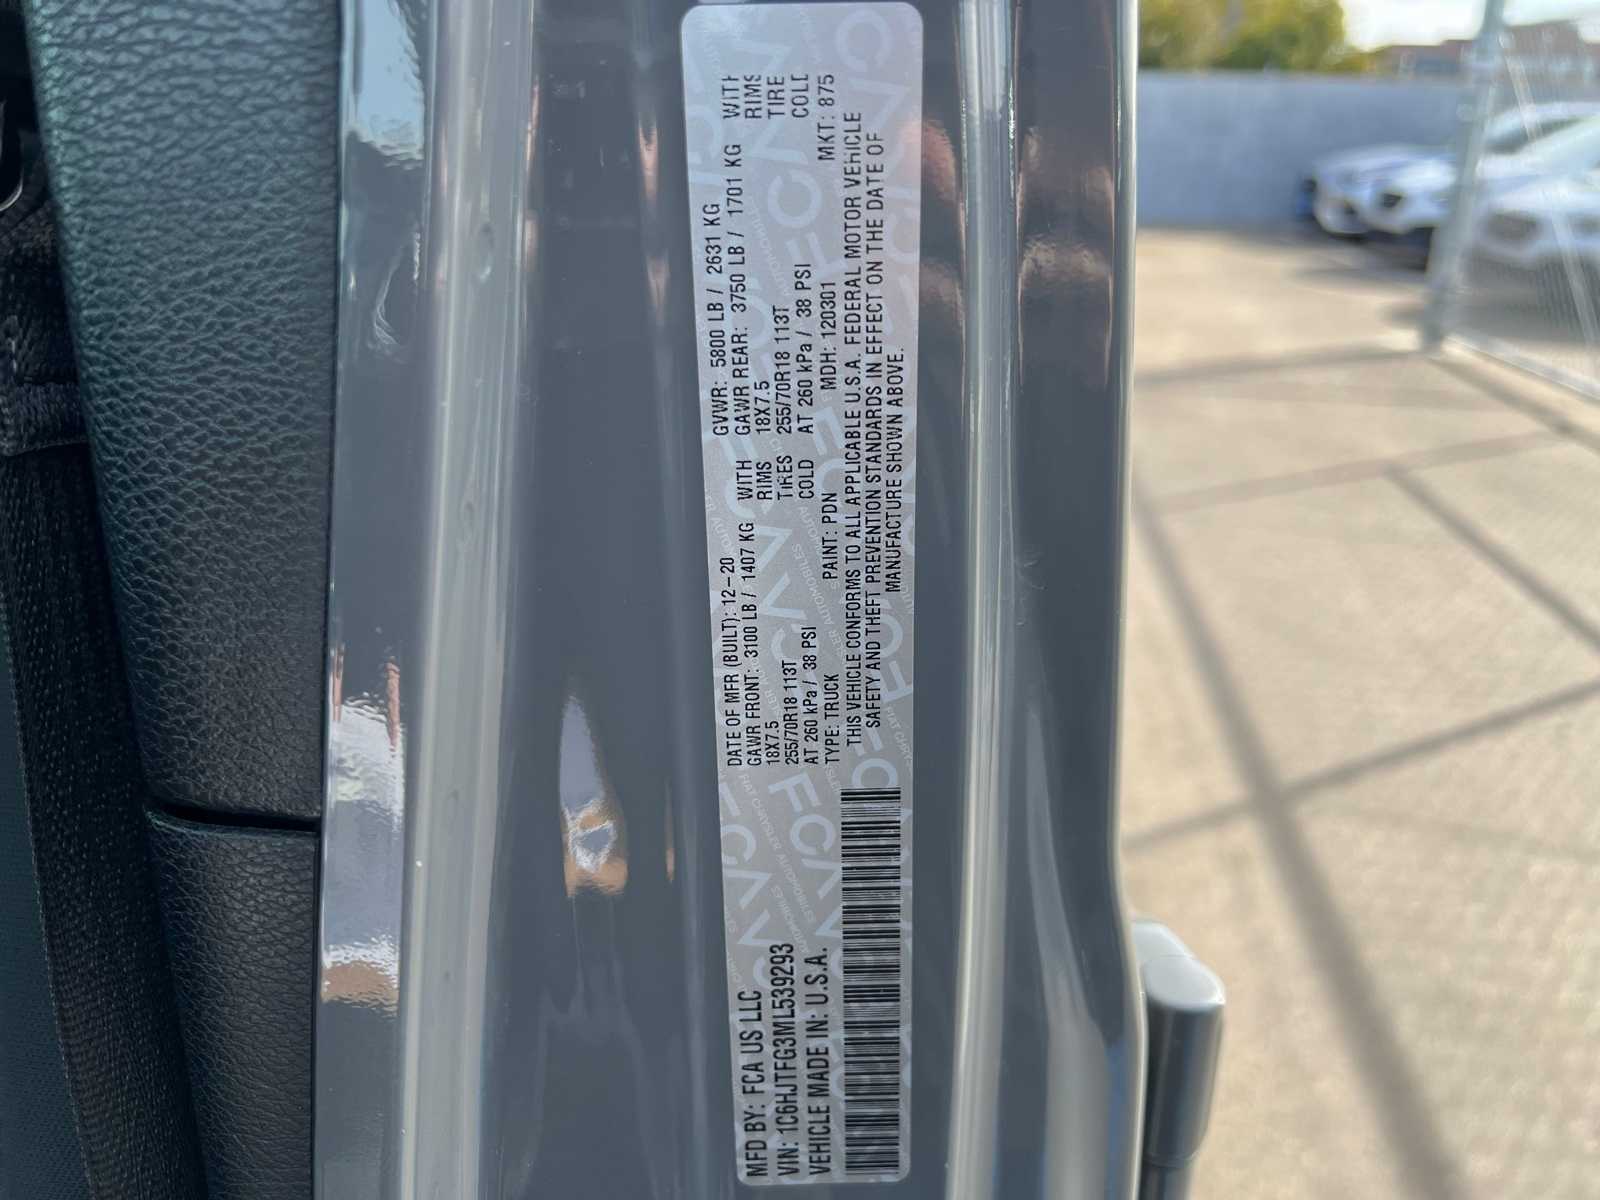 MFD BY: FCA US LLC
DATE OF MFR (BUILT): 12-20
GVWR: 5800 LB / 2631 KG
GAWR FRONT: 3100 LB / 1407 KG WITH
GAWR REAR: 3750 LB / 1701 KG WITH
18X7.5 RIMS
18X7.5 RIMS
255/70R18 113T TIRES
255/70R18 113T TIRE
AT 260 kPa / 38 PSI COLD
AT 260 kPa / 38 PSI COLD
VIN: 1C6HJTFG3ML539293
TYPE: TRUCK PAINT: PDN MDH: 120301 MKT: 875
VEHICLE MADE IN: U.S.A.
THIS VEHICLE CONFORMS TO ALL APPLICABLE U.S.A. FEDERAL MOTOR VEHICLE
SAFETY AND THEFT PREVENTION STANDARDS IN EFFECT ON THE DATE OF
MANUFACTURE SHOWN ABOVE.